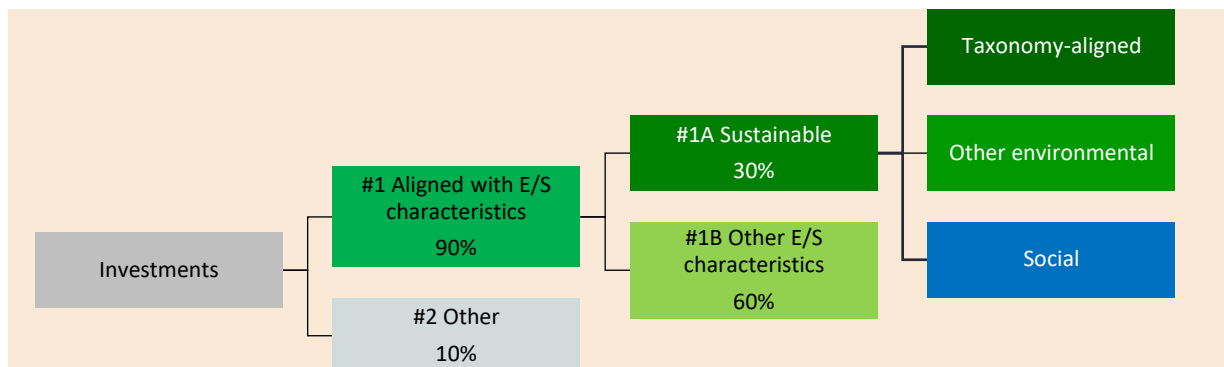 Investments
#1 Aligned with E/S
characteristics
90%
#2 Other
10%
#1A Sustainable
30%
#1B Other E/S
characteristics
60%
Taxonomy-aligned
Other environmental
Social